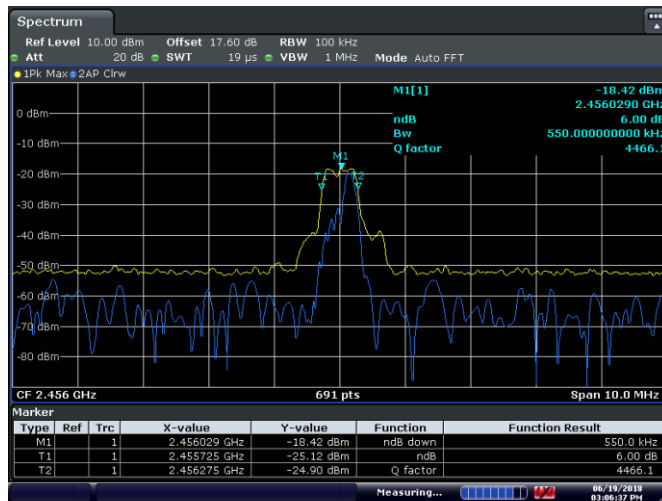 Spectrum
Ref Level 10.00 dBm Offset 17.60 dB RBW 100 kHz
Att 20 dB SWT 19 µs VBW 1 MHz Mode Auto FFT
1Pk Max 2AP Clrw
M1[1] -18.42 dBm
2.4560290 GHz
0 dBm
ndB 6.00 dB
Bw 550.000000000 kHz
-10 dBm
Q factor 4466.1
M1
-20 dBm
T1 T2
-30 dBm
-40 dBm
-50 dBm
-60 dBm
-70 dBm
-80 dBm
CF 2.456 GHz 691 pts Span 10.0 MHz
Marker
Type Ref Trc X-value Y-value Function Function Result
M1 1 2.456029 GHz -18.42 dBm ndB down 550.0 kHz
T1 1 2.455725 GHz -25.12 dBm ndB 6.00 dB
T2 1 2.456275 GHz -24.90 dBm Q factor 4466.1
Measuring... 06/19/2018
03:06:37 PM